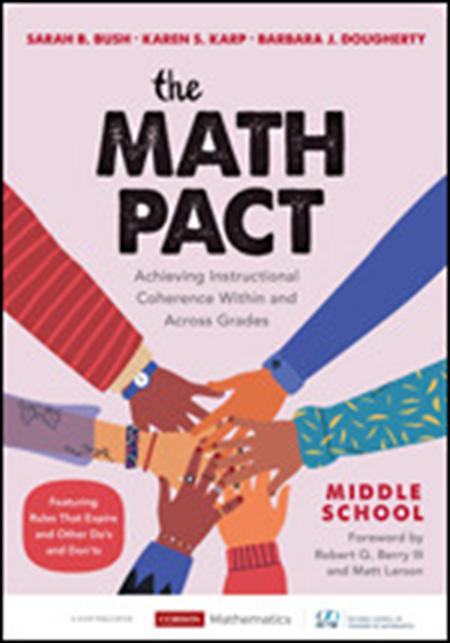 SARAH B. BUSH · KAREN S. KARP · BARBARA J. DOUGHERTY
the
MATH
PACT
Achieving Instructional
Coherence Within and
Across Grades
MIDDLE
SCHOOL
Featuring
Rules That Expire
and Other Do's
and Don'ts
Foreword by
Robert Q. Berry III
and Matt Larson
CORWIN Mathematics